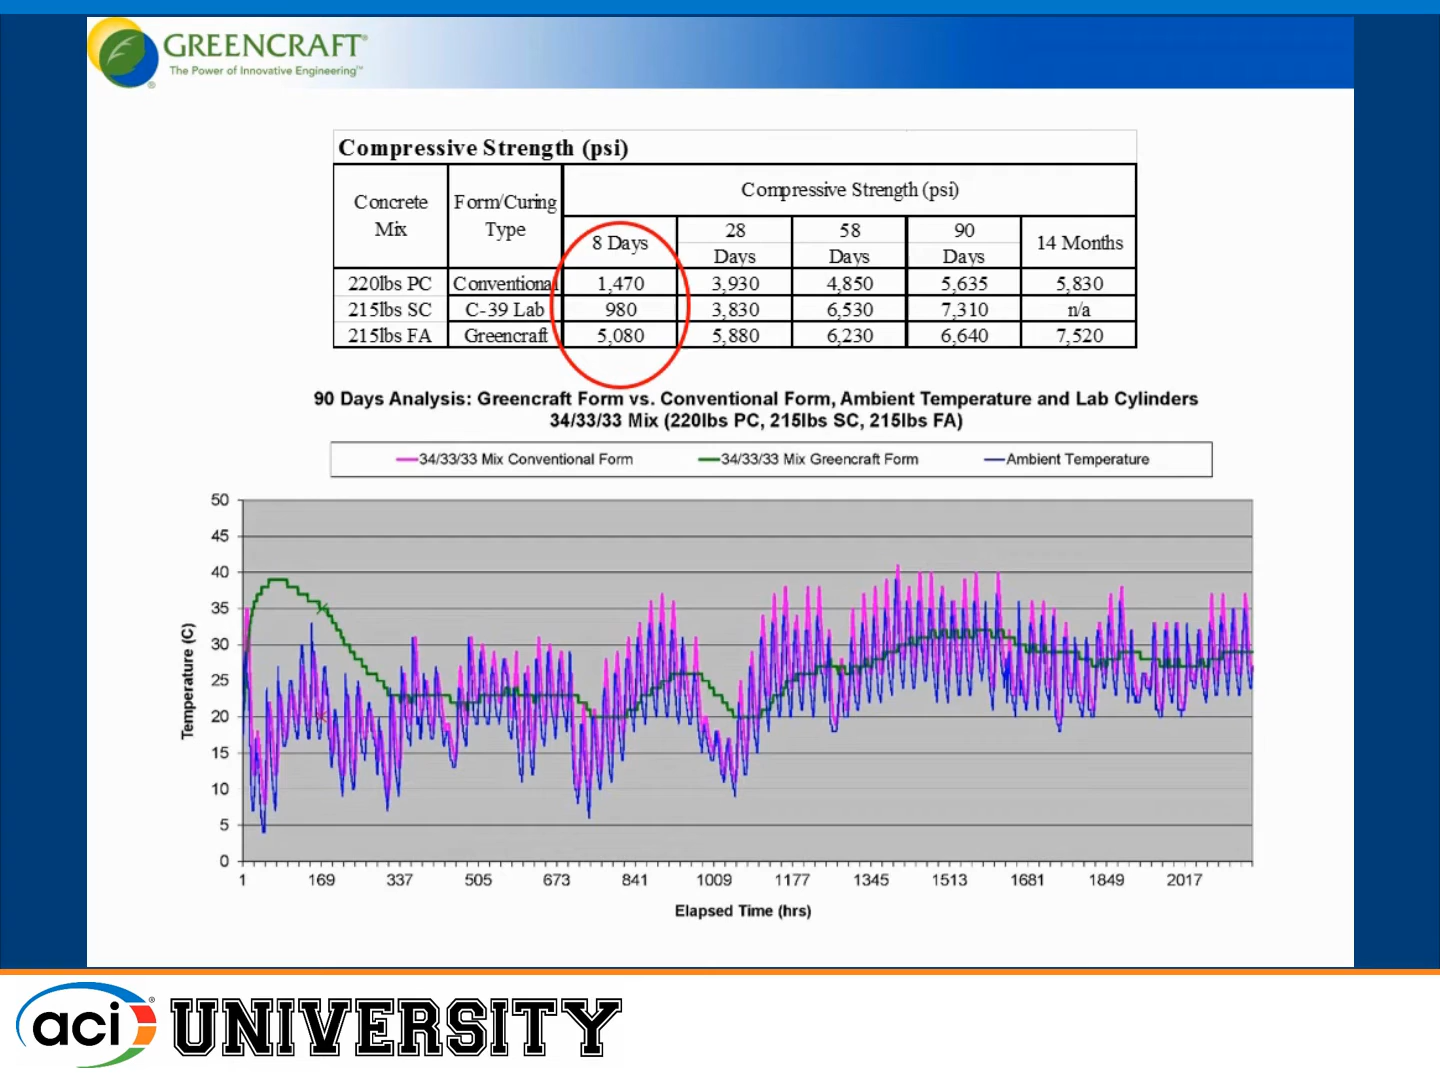 GREENCRAFT®
The Power of Innovative Engineering™
®
Compressive Strength (psi)
Concrete Mix Form/Curing Type Compressive Strength (psi)
8 Days 28 Days 58 Days 90 Days 14 Months
220lbs PC Conventional 1,470 3,930 4,850 5,635 5,830
215lbs SC C-39 Lab 980 3,830 6,530 7,310 n/a
215lbs FA Greencraft 5,080 5,880 6,230 6,640 7,520
90 Days Analysis: Greencraft Form vs. Conventional Form, Ambient Temperature and Lab Cylinders
34/33/33 Mix (220lbs PC, 215lbs SC, 215lbs FA)
34/33/33 Mix Conventional Form 34/33/33 Mix Greencraft Form Ambient Temperature
Temperature (C)
50
45
40
35
30
25
20
15
10
5
0
1 169 337 505 673 841 1009 1177 1345 1513 1681 1849 2017
Elapsed Time (hrs)
aci® UNIVERSITY